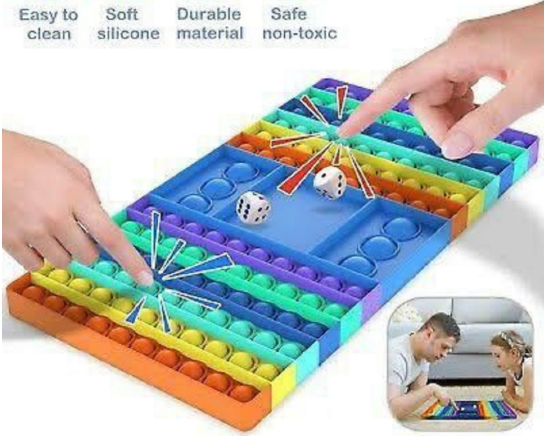 Easy to clean
Soft silicone
Durable material
Safe non-toxic